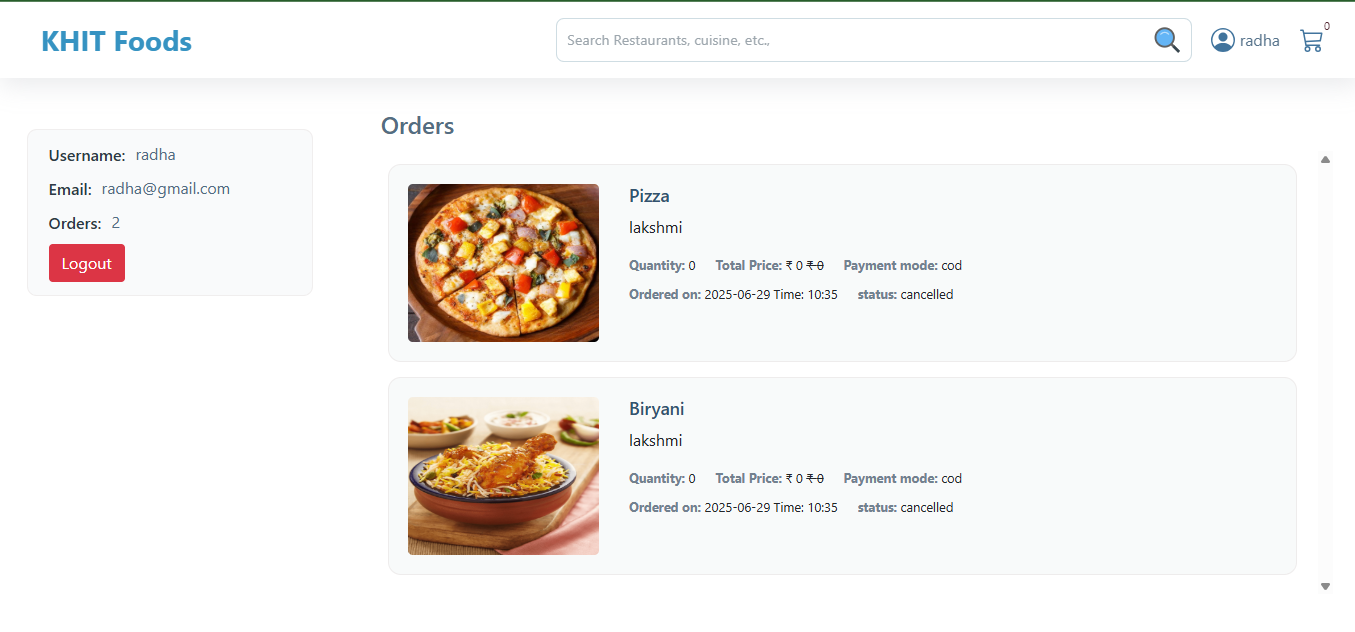 KHIT Foods
Search Restaurants, cuisine, etc.,
radha
0
Username: radha
Email: radha@gmail.com
Orders: 2
Logout
Orders
Pizza
lakshmi
Quantity: 0 Total Price: ₹ 0 ₹ 0 Payment mode: cod
Ordered on: 2025-06-29 Time: 10:35 status: cancelled
Biryani
lakshmi
Quantity: 0 Total Price: ₹ 0 ₹ 0 Payment mode: cod
Ordered on: 2025-06-29 Time: 10:35 status: cancelled